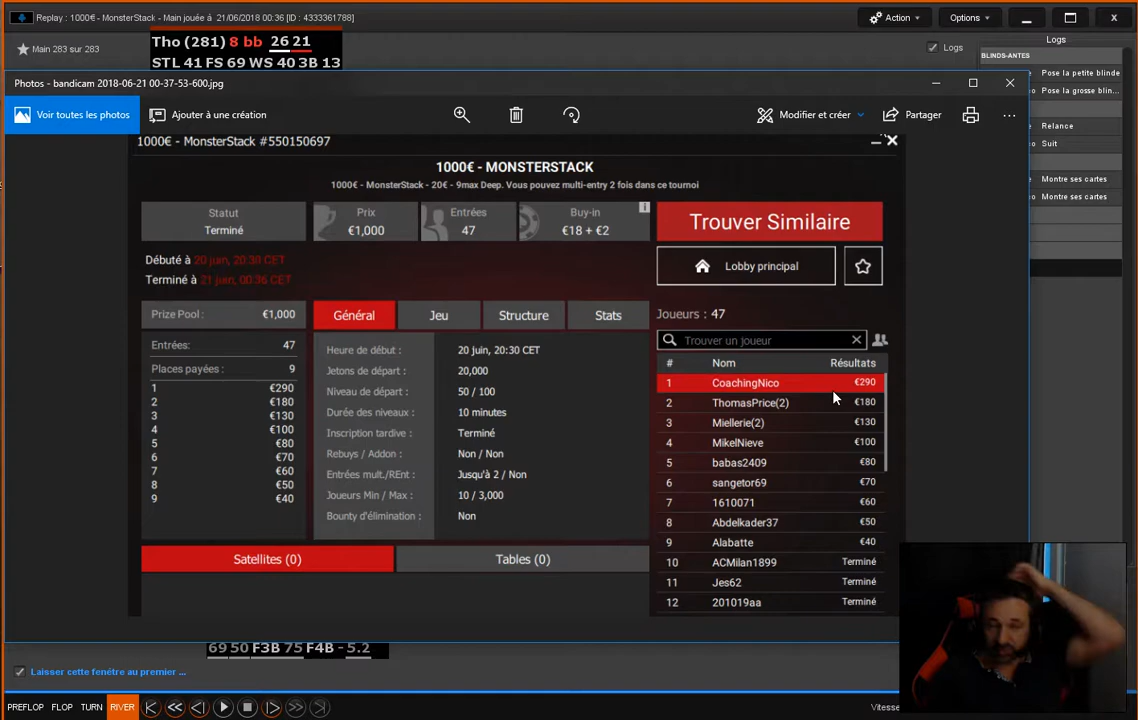 Replay : 1000€ - MonsterStack - Main jouée à 21/06/2018 00:36 [ID : 4333361788]
Action
Options
X
Main 283 sur 283
Tho (281) 8 bb 26 21
STL 41 FS 69 WS 40 3B 13
Logs
Logs
BLINDS-ANTES
Pose la petite blinde
Pose la grosse blin...
Relance
Suit
Montre ses cartes
Montre ses cartes
Photos - bandicam 2018-06-21 00-37-53-600.jpg
Voir toutes les photos
Ajouter à une création
Modifier et créer
Partager
1000€ - MonsterStack #550150697
1000€ - MONSTERSTACK
1000€ - MonsterStack - 20€ - 9max Deep. Vous pouvez multi-entry 2 fois dans ce tournoi
Statut
Terminé
Prix
€1,000
Entrées
47
Buy-in
€18 + €2
i
Trouver Similaire
Lobby principal
Débuté à 20 juin, 20:30 CET
Terminé à 21 juin, 00:36 CET
Prize Pool : €1,000
Entrées: 47
Places payées: 9
1 €290
2 €180
3 €130
4 €100
5 €80
6 €70
7 €60
8 €50
9 €40
Général Jeu Structure Stats
Heure de début : 20 juin, 20:30 CET
Jetons de départ : 20,000
Niveau de départ : 50 / 100
Durée des niveaux : 10 minutes
Inscription tardive : Terminé
Rebuys / Addon : Non / Non
Entrées mult./REnt : Jusqu'à 2 / Non
Joueurs Min / Max : 10 / 3,000
Bounty d'élimination : Non
Satellites (0) Tables (0)
Joueurs : 47
Trouver un joueur
# Nom Résultats
1 CoachingNico €290
2 ThomasPrice(2) €180
3 Miellerie(2) €130
4 MikelNieve €100
5 babas2409 €80
6 sangetor69 €70
7 1610071 €60
8 Abdelkader37 €50
9 Alabatte €40
10 ACMilan1899 Terminé
11 Jes62 Terminé
12 201019aa Terminé
69 50 F3B 75 F4B - 5.2
Laisser cette fenêtre au premier ...
PREFLOP FLOP TURN RIVER
Vitesse